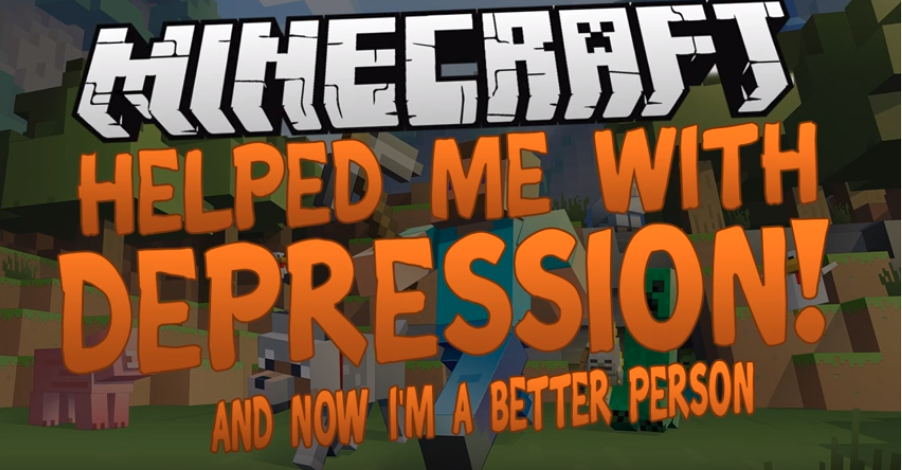 MINECRAFT
HELPED ME WITH
DEPRESSION!
AND NOW I'M A BETTER PERSON